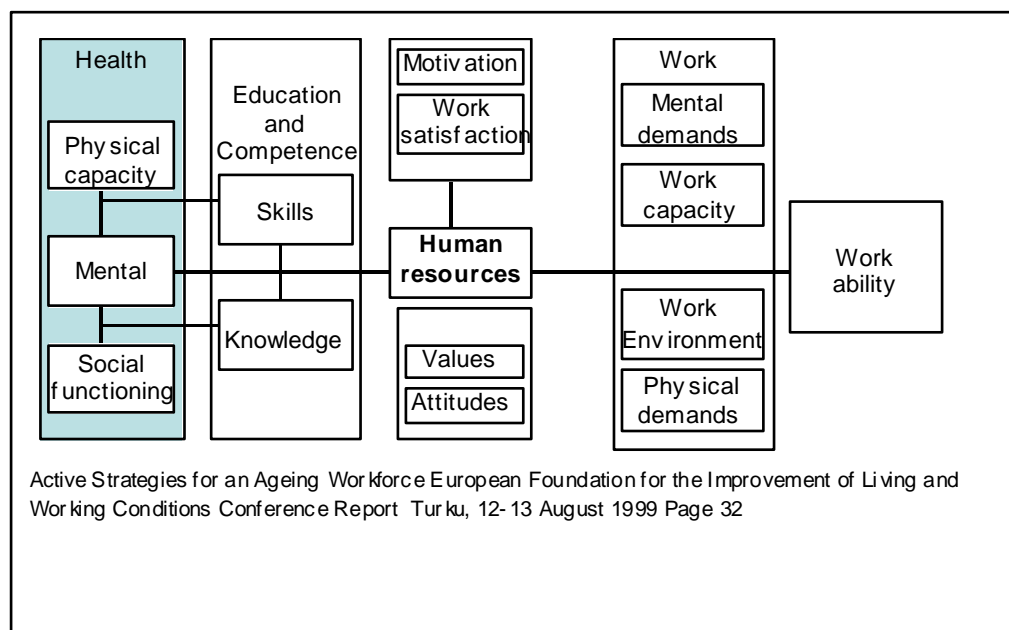 Health
Physical
capacity
Mental
Social
functioning
Education
and
Competence
Skills
Knowledge
Motivation
Work
satisfaction
Human
resources
Values
Attitudes
Work
Mental
demands
Work
capacity
Work
Environment
Physical
demands
Work
ability
Active Strategies for an Ageing Workforce European Foundation for the Improvement of Living and
Working Conditions Conference Report Turku, 12-13 August 1999 Page 32